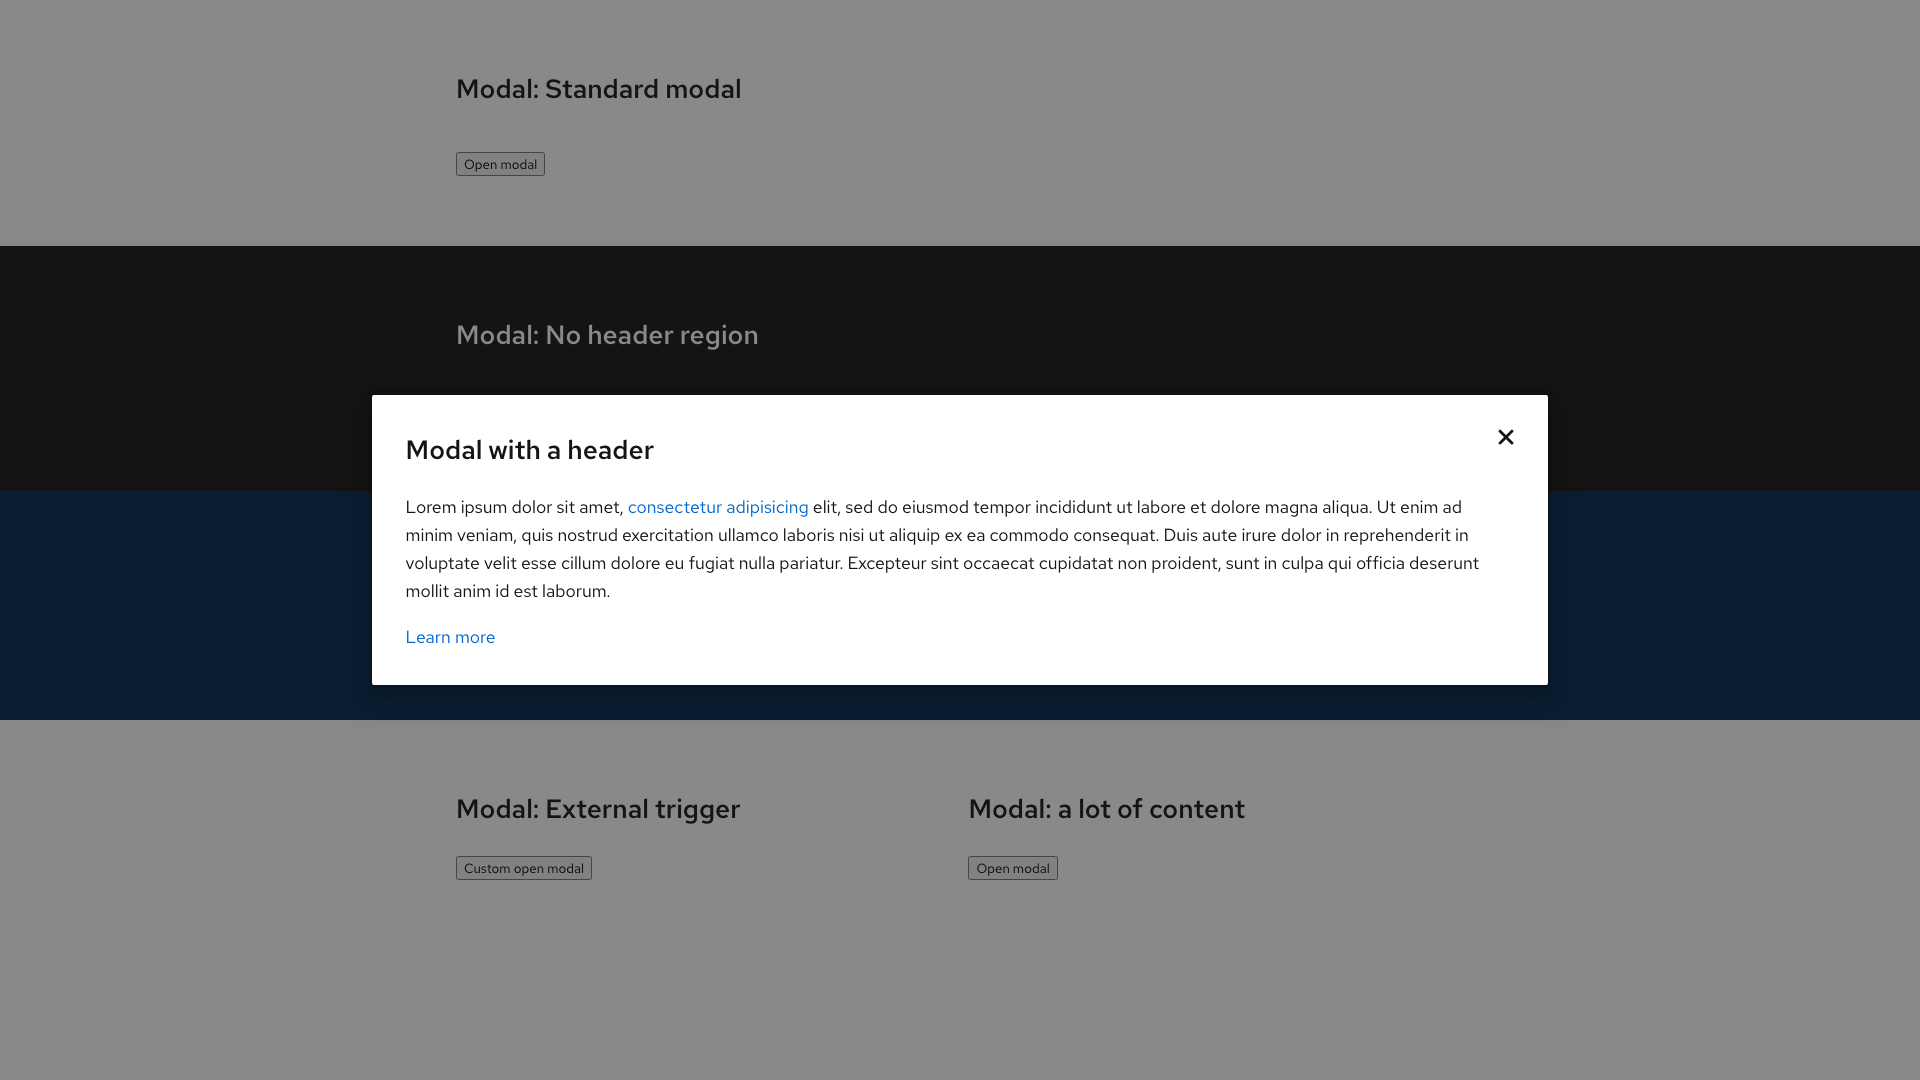 Modal: Standard modal
Open modal
Modal: No header region
Modal with a header
Lorem ipsum dolor sit amet, consectetur adipisicing elit, sed do eiusmod tempor incididunt ut labore et dolore magna aliqua. Ut enim ad
minim veniam, quis nostrud exercitation ullamco laboris nisi ut aliquip ex ea commodo consequat. Duis aute irure dolor in reprehenderit in
voluptate velit esse cillum dolore eu fugiat nulla pariatur. Excepteur sint occaecat cupidatat non proident, sunt in culpa qui officia deserunt
mollit anim id est laborum.
Learn more
Modal: External trigger
Custom open modal
Modal: a lot of content
Open modal